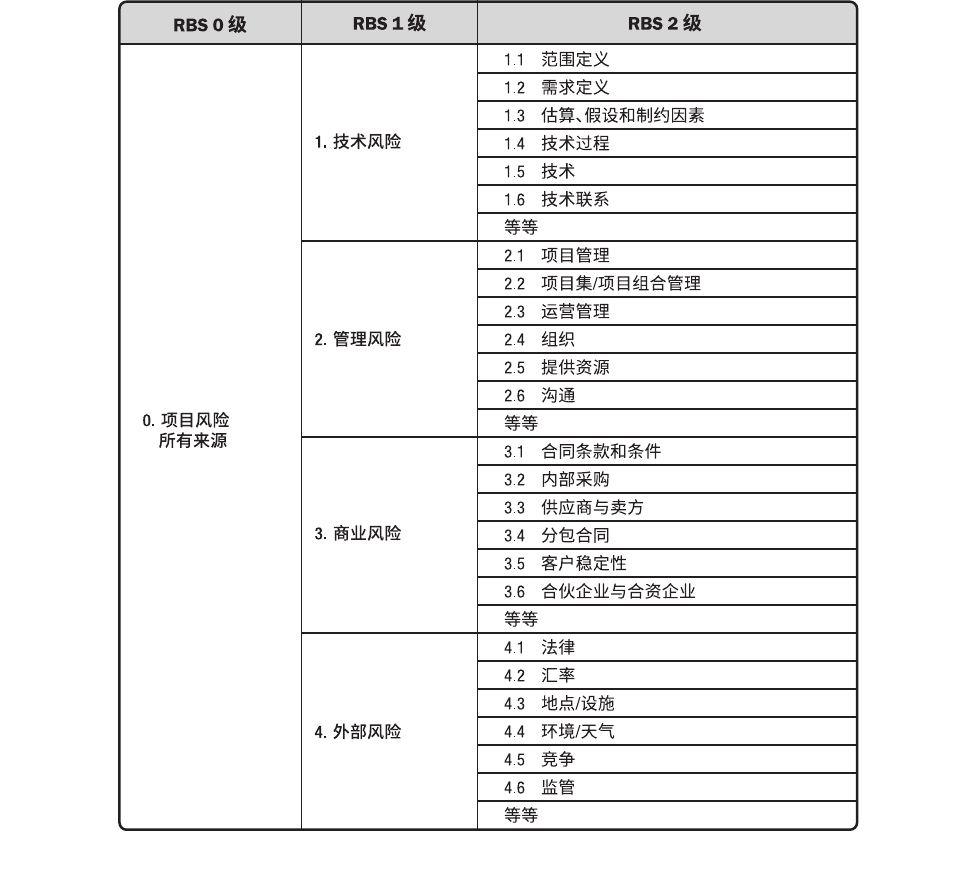 RBS 0 级
RBS 1 级
RBS 2 级
0. 项目风险
所有来源
1. 技术风险
1.1 范围定义
1.2 需求定义
1.3 估算、假设和制约因素
1.4 技术过程
1.5 技术
1.6 技术联系
等等
2. 管理风险
2.1 项目管理
2.2 项目集/项目组合管理
2.3 运营管理
2.4 组织
2.5 提供资源
2.6 沟通
等等
3. 商业风险
3.1 合同条款和条件
3.2 内部采购
3.3 供应商与卖方
3.4 分包合同
3.5 客户稳定性
3.6 合伙企业与合资企业
等等
4. 外部风险
4.1 法律
4.2 汇率
4.3 地点/设施
4.4 环境/天气
4.5 竞争
4.6 监管
等等